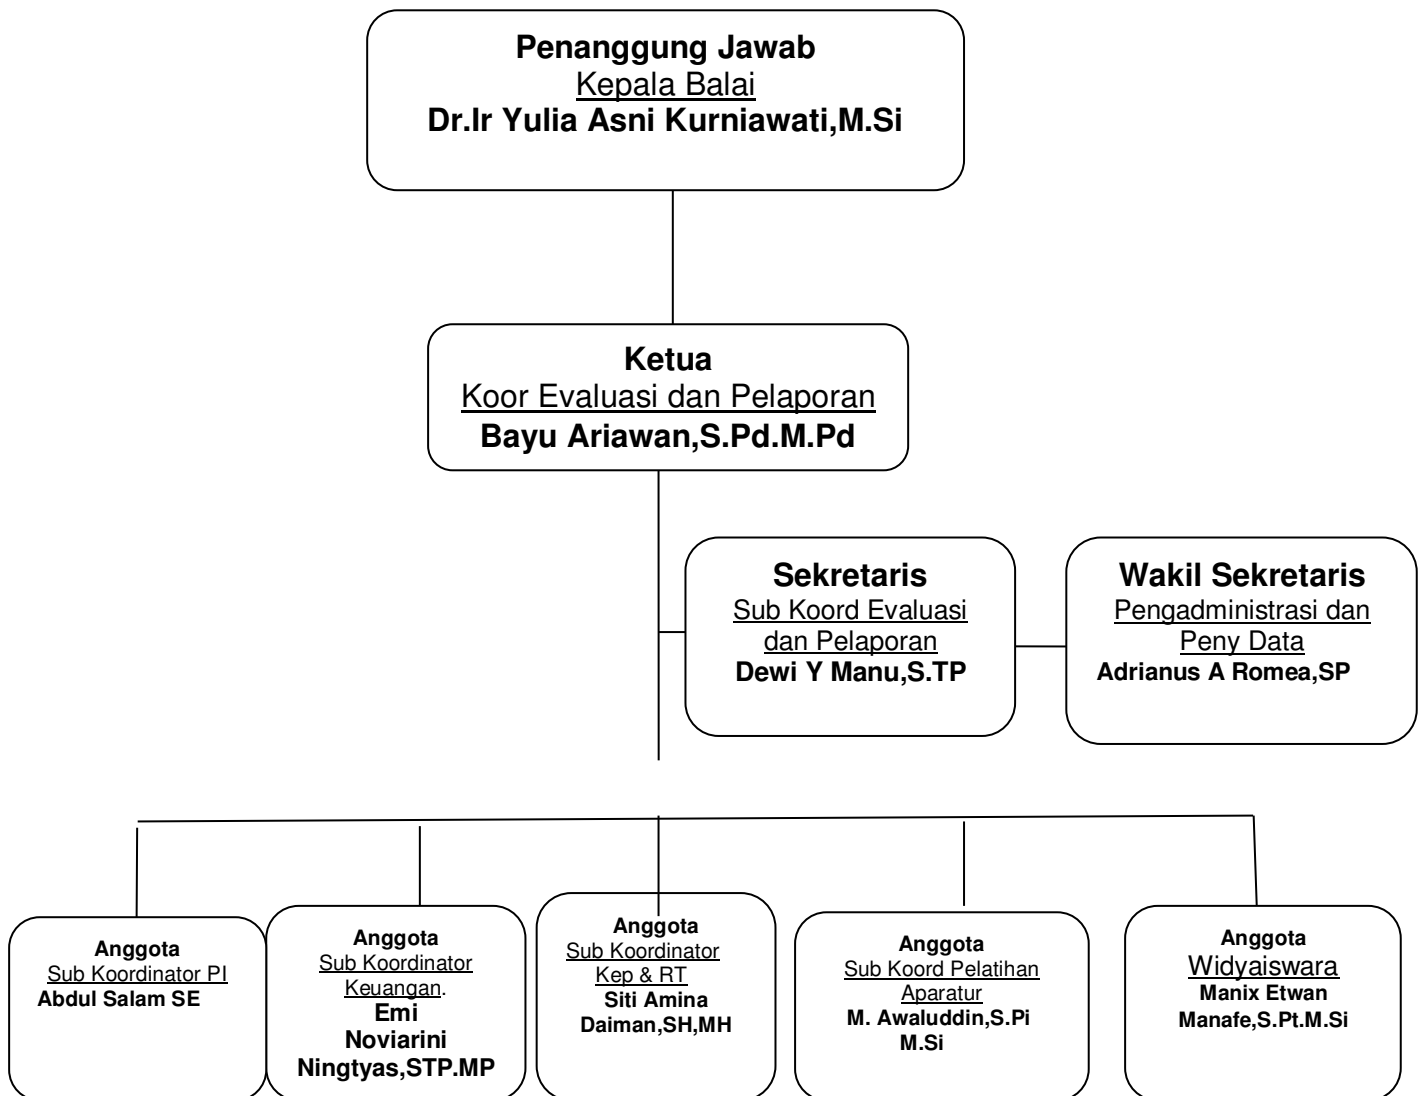 Penanggung Jawab
Kepala Balai
Dr.Ir Yulia Asni Kurniawati,M.Si
Ketua
Koor Evaluasi dan Pelaporan
Bayu Ariawan,S.Pd.M.Pd
Sekretaris
Sub Koord Evaluasi
dan Pelaporan
Dewi Y Manu,S.TP
Wakil Sekretaris
Pengadministrasi dan
Peny Data
Adrianus A Romea,SP
Anggota
Sub Koordinator PI
Abdul Salam SE
Anggota
Sub Koordinator
Keuangan.
Emi
Noviarini
Ningtyas,STP.MP
Anggota
Sub Koordinator
Kep & RT
Siti Amina
Daiman,SH,MH
Anggota
Sub Koord Pelatihan
Aparatur
M. Awaluddin,S.Pi
M.Si
Anggota
Widyaiswara
Manix Etwan
Manafe,S.Pt.M.Si